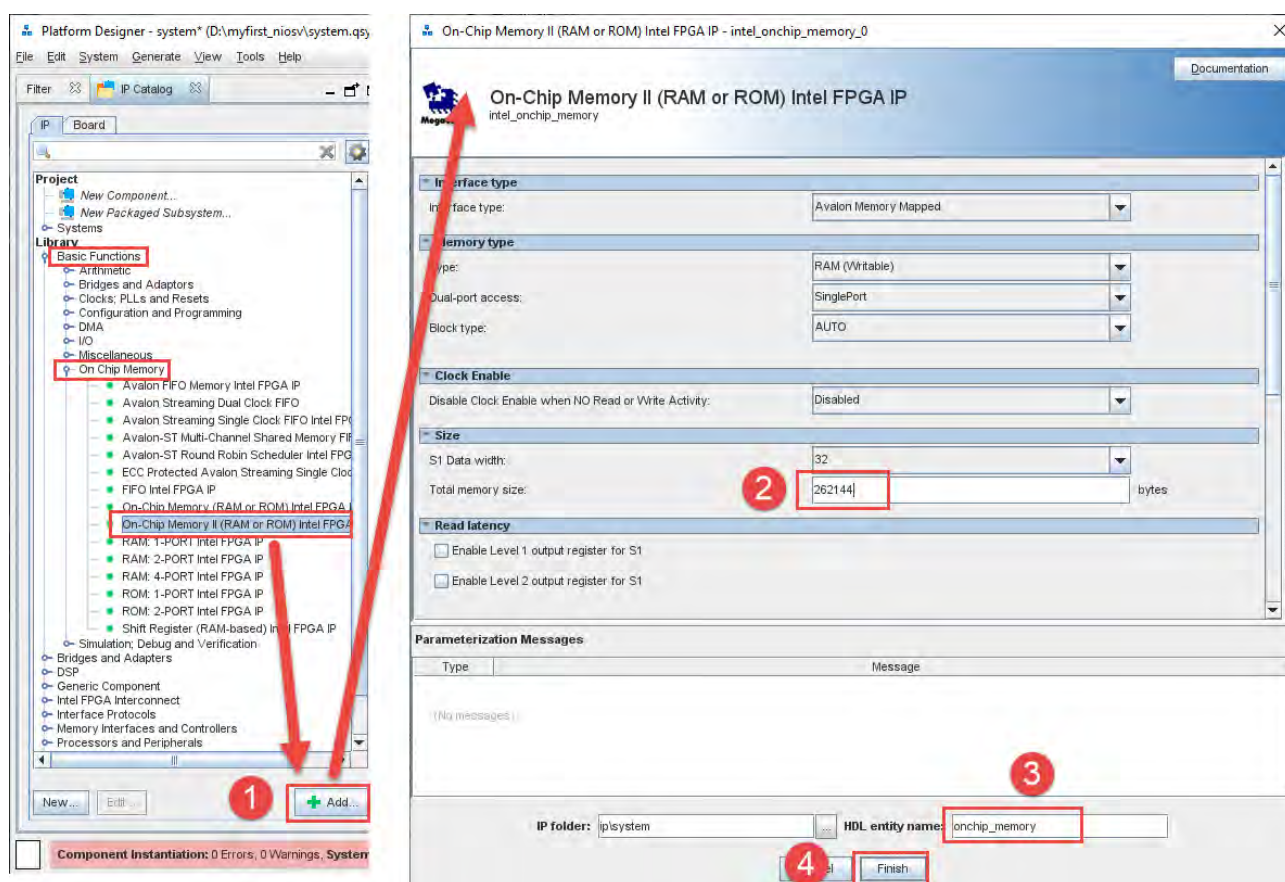 Platform Designer - system* (D:\myfirst_niosv\system.qsy
File Edit System Generate View Tools Help
Filter IP Catalog
IP Board
Project
New Component...
New Packaged Subsystem...
Systems
Library
Basic Functions
Arithmetic
Bridges and Adaptors
Clocks; PLLs and Resets
Configuration and Programming
DMA
I/O
Miscellaneous
On Chip Memory
Avalon FIFO Memory Intel FPGA IP
Avalon Streaming Dual Clock FIFO
Avalon Streaming Single Clock FIFO Intel FP
Avalon-ST Multi-Channel Shared Memory FI
Avalon-ST Round Robin Scheduler Intel FPG
ECC Protected Avalon Streaming Single Cloc
FIFO Intel FPGA IP
On-Chip Memory (RAM or ROM) Intel FPGA
On-Chip Memory II (RAM or ROM) Intel FPGA
RAM: 1-PORT Intel FPGA IP
RAM: 2-PORT Intel FPGA IP
RAM: 4-PORT Intel FPGA IP
ROM: 1-PORT Intel FPGA IP
ROM: 2-PORT Intel FPGA IP
Shift Register (RAM-based) Intel FPGA IP
Simulation; Debug and Verification
Bridges and Adapters
DSP
Generic Component
Intel FPGA Interconnect
Interface Protocols
Memory Interfaces and Controllers
Processors and Peripherals
New... Edit... 1 Add...
Component Instantiation: 0 Errors, 0 Warnings, System
On-Chip Memory II (RAM or ROM) Intel FPGA IP - intel_onchip_memory_0
Documentation
On-Chip Memory II (RAM or ROM) Intel FPGA IP
intel_onchip_memory
Interface type
Interface type: Avalon Memory Mapped
Memory type
Type: RAM (Writable)
Dual-port access: SinglePort
Block type: AUTO
Clock Enable
Disable Clock Enable when NO Read or Write Activity: Disabled
Size
S1 Data width: 32
Total memory size: 2 262144 bytes
Read latency
Enable Level 1 output register for S1
Enable Level 2 output register for S1
Parameterization Messages
Type Message
(No messages)
3
IP folder: ip\system ... HDL entity name: onchip_memory
4 Finish